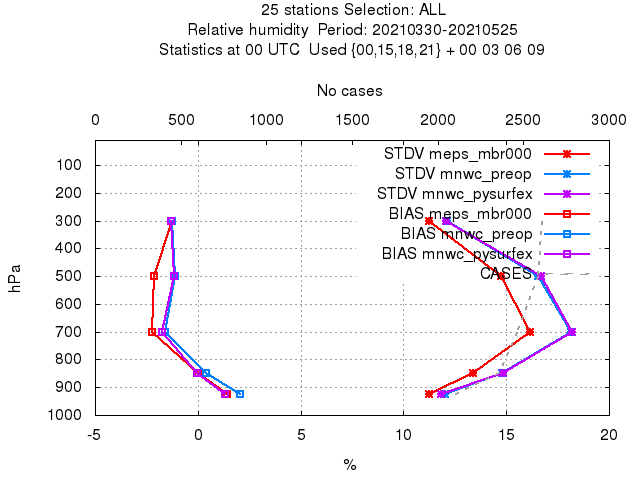 25 stations Selection: ALL
Relative humidity  Period: 20210330-20210525
Statistics at 00 UTC  Used {00,15,18,21} + 00 03 06 09
No cases
0 500 1000 1500 2000 2500 3000
STDV meps_mbr000
STDV mnwc_preop
STDV mnwc_pysurfex
BIAS meps_mbr000
BIAS mnwc_preop
BIAS mnwc_pysurfex
CASES
100
200
300
400
500
600
700
800
900
1000
hPa
-5 0 5 10 15 20
%